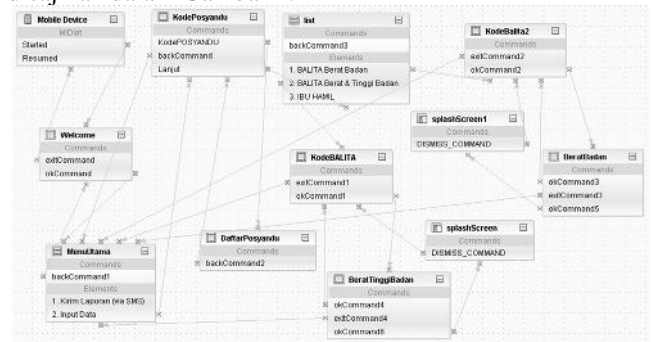 Mobile Device
MIDlet
Started
Resumed
KodePosyandu
Commands
KodePOSYANDU
backCommand
Lanjut
list
Commands
backCommand3
Elements
1. BALITA Berat Badan
2. BALITA Berat & Tinggi Badan
3. IBU HAMIL
KodeBalita2
Commands
exitCommand2
okCommand2
splashScreen1
Commands
DISMISS_COMMAND
Welcome
Commands
exitCommand
okCommand
KodeBALITA
Commands
exitCommand1
okCommand1
BeratBadan
Commands
okCommand3
exitCommand3
okCommand5
MenuUtama
Commands
backCommand1
Elements
1. Kirim Laporan (via SMS)
2. Input Data
DaftarPosyandu
Commands
backCommand2
splashScreen
Commands
DISMISS_COMMAND
BeratTinggiBadan
Commands
okCommand4
exitCommand4
okCommand6